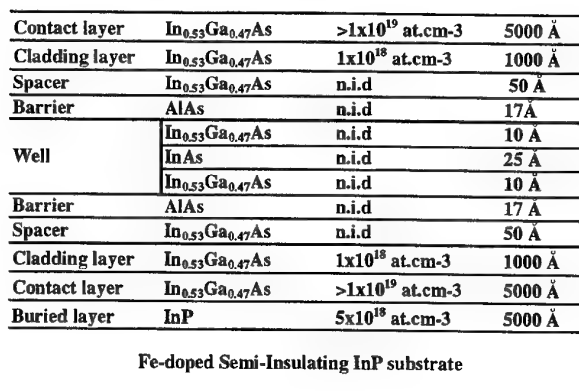 Contact layer In0.53Ga0.47As >1x10^19 at.cm-3 5000 Å
Cladding layer In0.53Ga0.47As 1x10^18 at.cm-3 1000 Å
Spacer In0.53Ga0.47As n.i.d 50 Å
Barrier AlAs n.i.d 17Å
In0.53Ga0.47As n.i.d 10 Å
Well InAs n.i.d 25 Å
In0.53Ga0.47As n.i.d 10 Å
Barrier AlAs n.i.d 17 Å
Spacer In0.53Ga0.47As n.i.d 50 Å
Cladding layer In0.53Ga0.47As 1x10^18 at.cm-3 1000 Å
Contact layer In0.53Ga0.47As >1x10^19 at.cm-3 5000 Å
Buried layer InP 5x10^18 at.cm-3 5000 Å
Fe-doped Semi-Insulating InP substrate